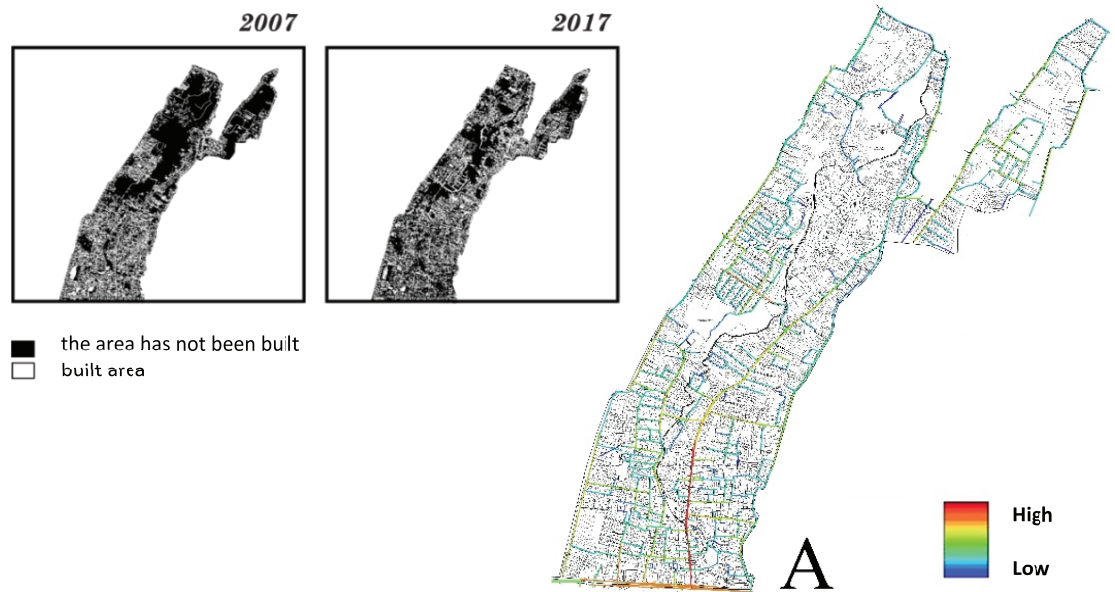 2007
2017
the area has not been built
built area
A
High
Low